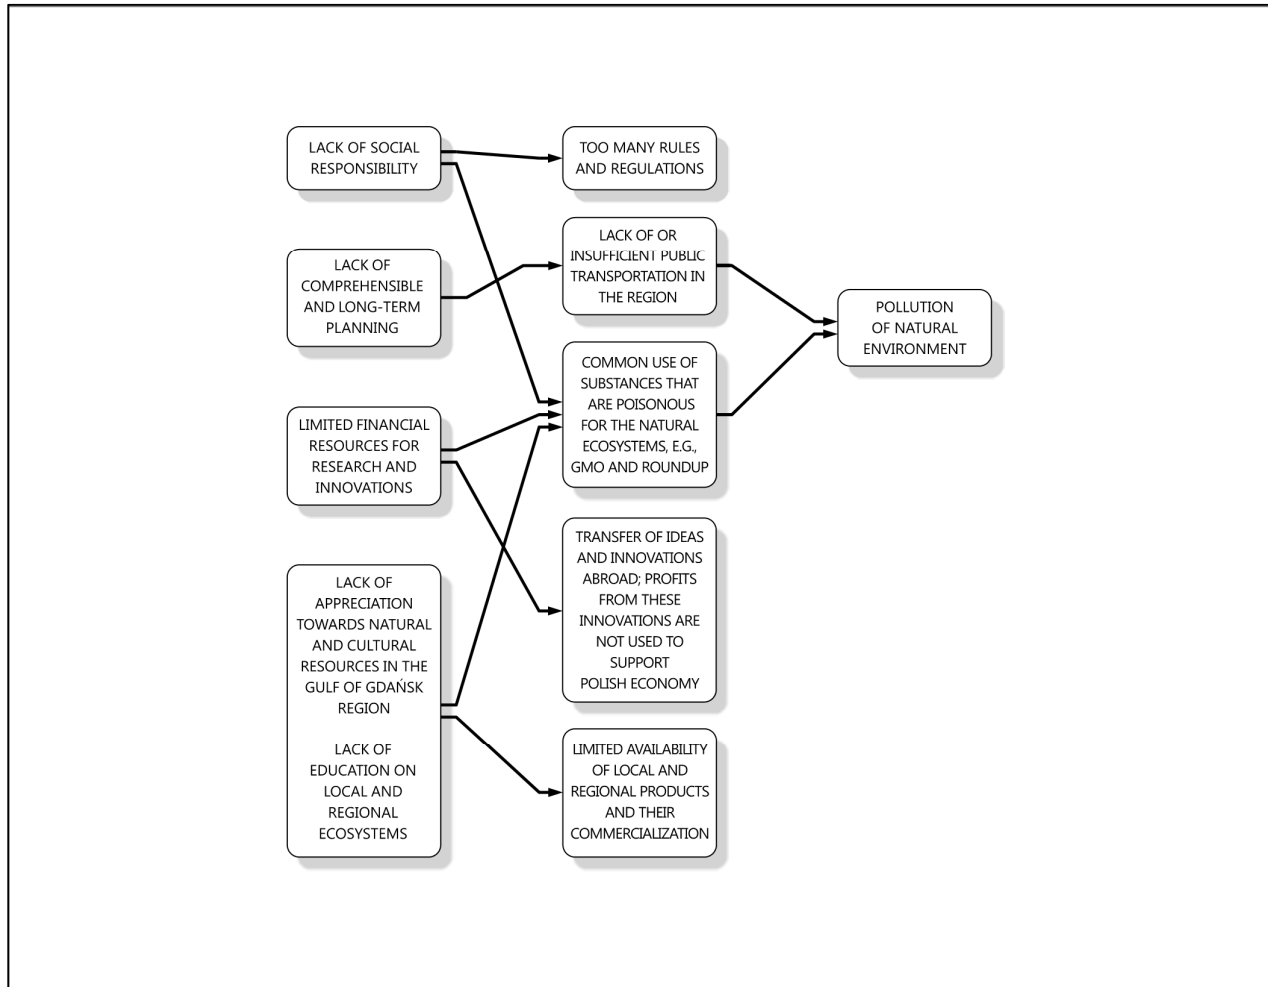 LACK OF SOCIAL
RESPONSIBILITY
TOO MANY RULES
AND REGULATIONS
LACK OF
COMPREHENSIBLE
AND LONG-TERM
PLANNING
LACK OF OR
INSUFFICIENT PUBLIC
TRANSPORTATION IN
THE REGION
POLLUTION
OF NATURAL
ENVIRONMENT
COMMON USE OF
SUBSTANCES THAT
ARE POISONOUS
FOR THE NATURAL
ECOSYSTEMS, E.G.,
GMO AND ROUNDUP
LIMITED FINANCIAL
RESOURCES FOR
RESEARCH AND
INNOVATIONS
TRANSFER OF IDEAS
AND INNOVATIONS
ABROAD; PROFITS
FROM THESE
INNOVATIONS ARE
NOT USED TO
SUPPORT
POLISH ECONOMY
LACK OF
APPRECIATION
TOWARDS NATURAL
AND CULTURAL
RESOURCES IN THE
GULF OF GDAŃSK
REGION
LACK OF
EDUCATION ON
LOCAL AND
REGIONAL
ECOSYSTEMS
LIMITED AVAILABILITY
OF LOCAL AND
REGIONAL PRODUCTS
AND THEIR
COMMERCIALIZATION